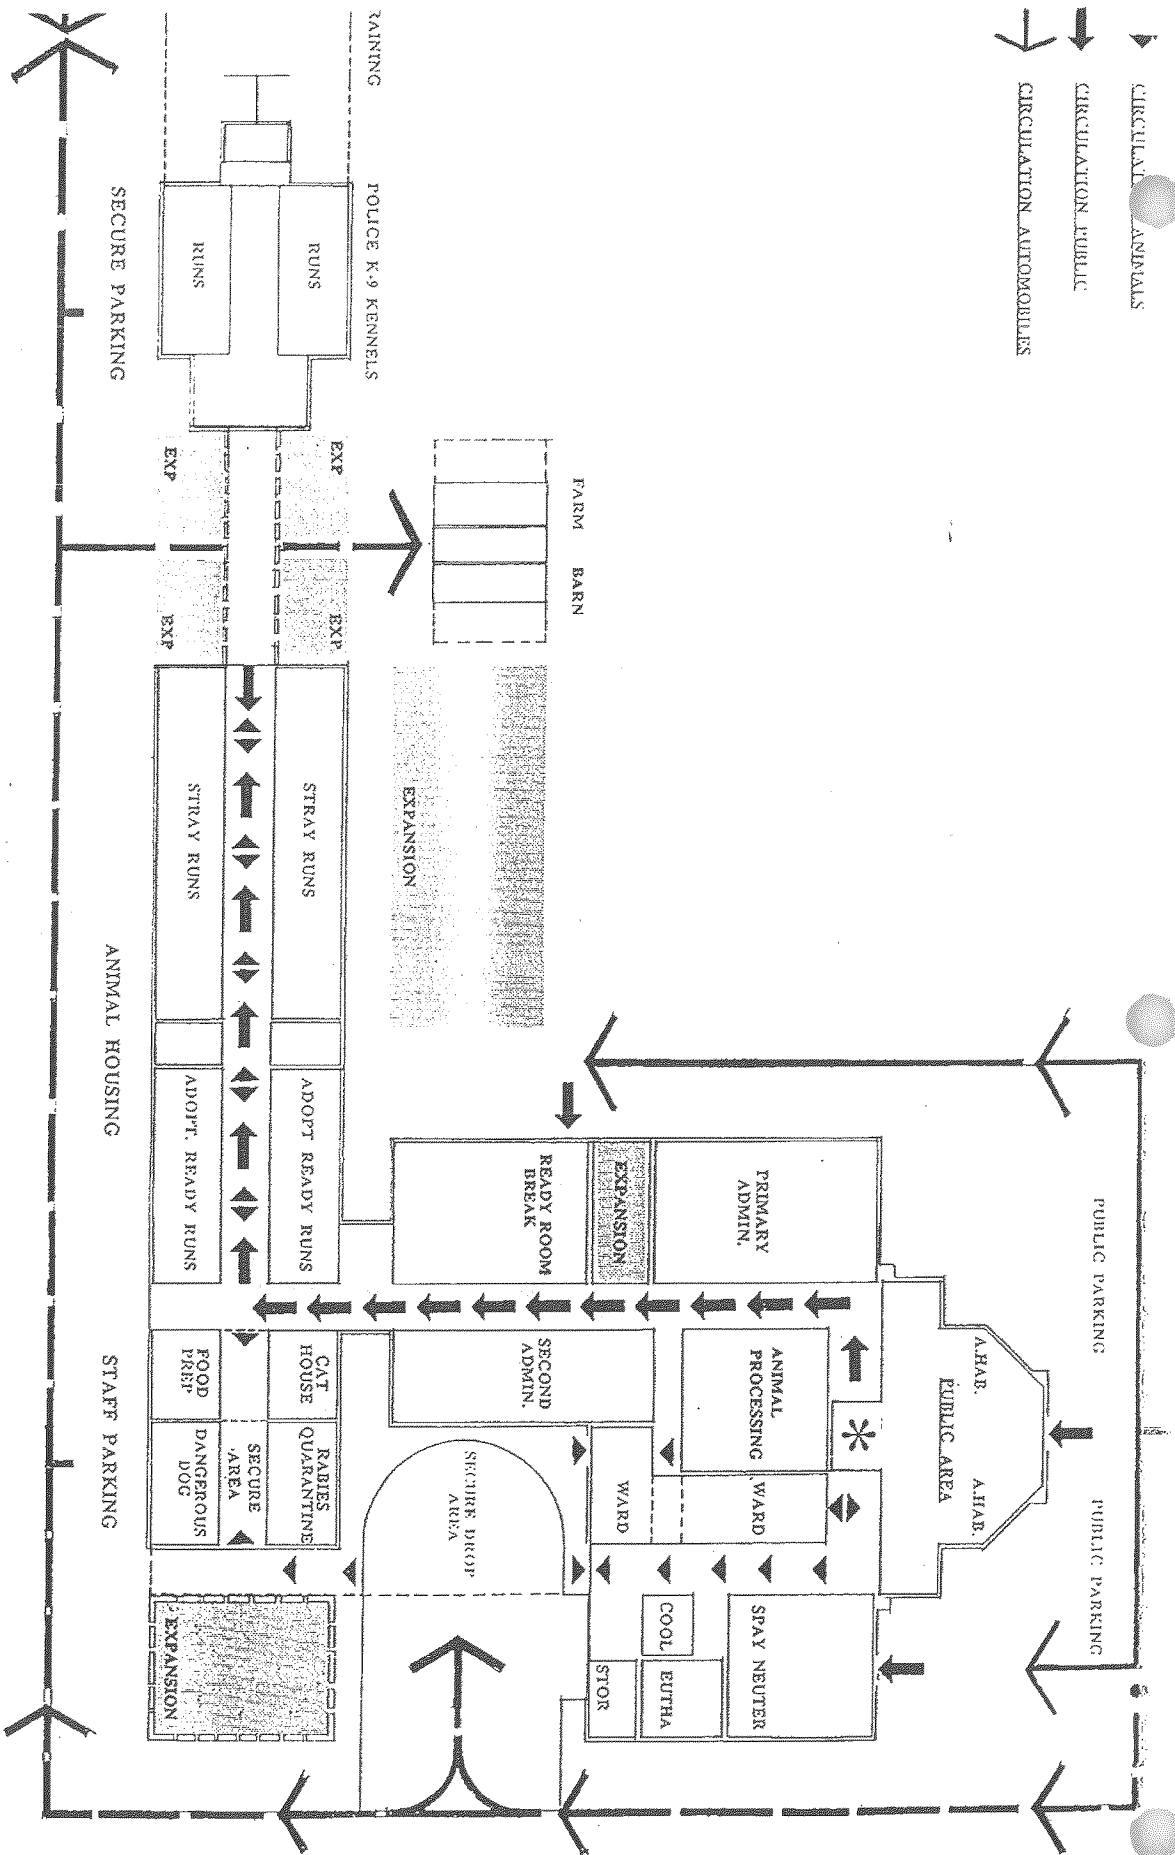 CIRCULAT ANIMALS
CIRCULATION PUBLIC
CIRCULATION AUTOMOBILES
RAINING
POLICE K-9 KENNELS
RUNS
RUNS
SECURE PARKING
FARM BARN
EXP
EXP
EXP
EXP
EXPANSION
STRAY RUNS
STRAY RUNS
ANIMAL HOUSING
ADOPT READY RUNS
ADOPT. READY RUNS
PUBLIC PARKING
PUBLIC PARKING
PRIMARY
ADMIN.
EXPANSION
READY ROOM
BREAK
A.HAB.
A.HAB.
PUBLIC AREA
ANIMAL
PROCESSING
SECOND
ADMIN.
WARD
WARD
CAT
HOUSE
FOOD
PREP
RABIES
QUARANTINE
SECURE
AREA
DANGEROUS
DOG
STAFF PARKING
SECURE DROP
AREA
SPAY NEUTER
COOL
EUTHA
STOR
EXPANSION